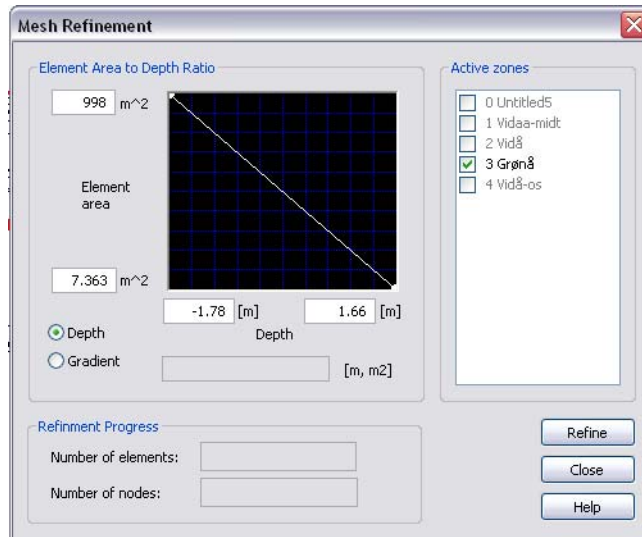 Mesh Refinement
Element Area to Depth Ratio
998 m^2
Element
area
7.363 m^2
-1.78 [m] 1.66 [m]
Depth
Depth
Gradient
[m, m2]
Active zones
0 Untitled5
1 Vidaa-midt
2 Vidå
3 Grønå
4 Vidå-os
Refinment Progress
Number of elements:
Number of nodes:
Refine
Close
Help